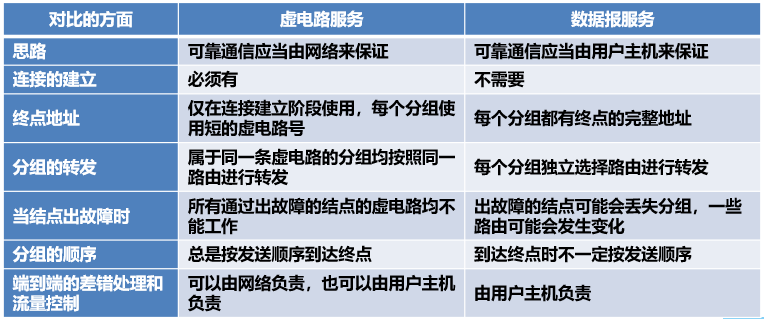 对比的方面
虚电路服务
数据报服务
思路
可靠通信应当由网络来保证
可靠通信应当由用户主机来保证
连接的建立
必须有
不需要
终点地址
仅在连接建立阶段使用，每个分组使
用短的虚电路号
每个分组都有终点的完整地址
分组的转发
属于同一条虚电路的分组均按照同一
路由进行转发
每个分组独立选择路由进行转发
当结点出故障时
所有通过出故障的结点的虚电路均不
能工作
出故障的结点可能会丢失分组，一些
路由可能会发生变化
分组的顺序
总是按发送顺序到达终点
到达终点时不一定按发送顺序
端到端的差错处理和
流量控制
可以由网络负责，也可以由用户主机
负责
由用户主机负责